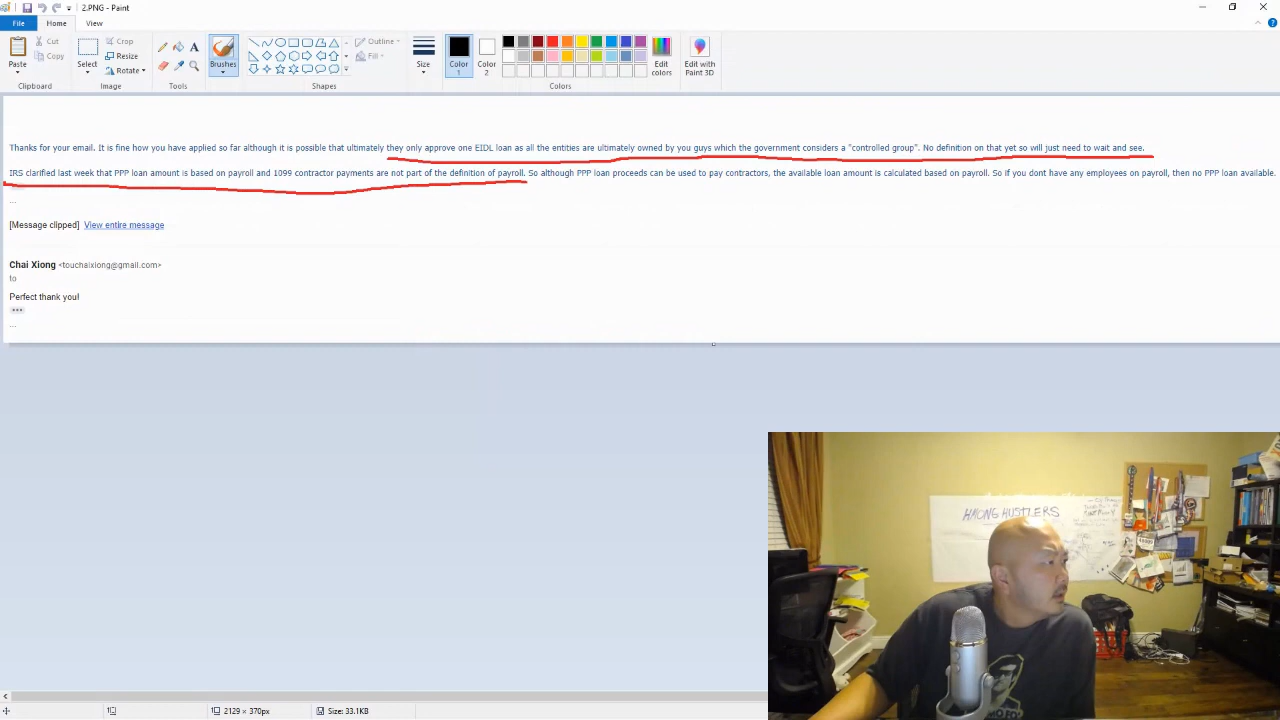 2.PNG - Paint
File Home View
Paste Cut Copy Clipboard
Select Crop Resize Rotate Image
Tools
Brushes
Outline Fill Shapes
Size
Color 1 Color 2 Edit colors Edit with Paint 3D Colors
Thanks for your email. It is fine how you have applied so far although it is possible that ultimately they only approve one EIDL loan as all the entities are ultimately owned by you guys which the government considers a "controlled group". No definition on that yet so will just need to wait and see.
IRS clarified last week that PPP loan amount is based on payroll and 1099 contractor payments are not part of the definition of payroll. So although PPP loan proceeds can be used to pay contractors, the available loan amount is calculated based on payroll. So if you dont have any employees on payroll, then no PPP loan available.
...
[Message clipped] View entire message
Chai Xiong <touchaixiong@gmail.com>
to
Perfect thank you!
...
HMONG HUSTLERS
2129 × 370px Size: 33.1KB